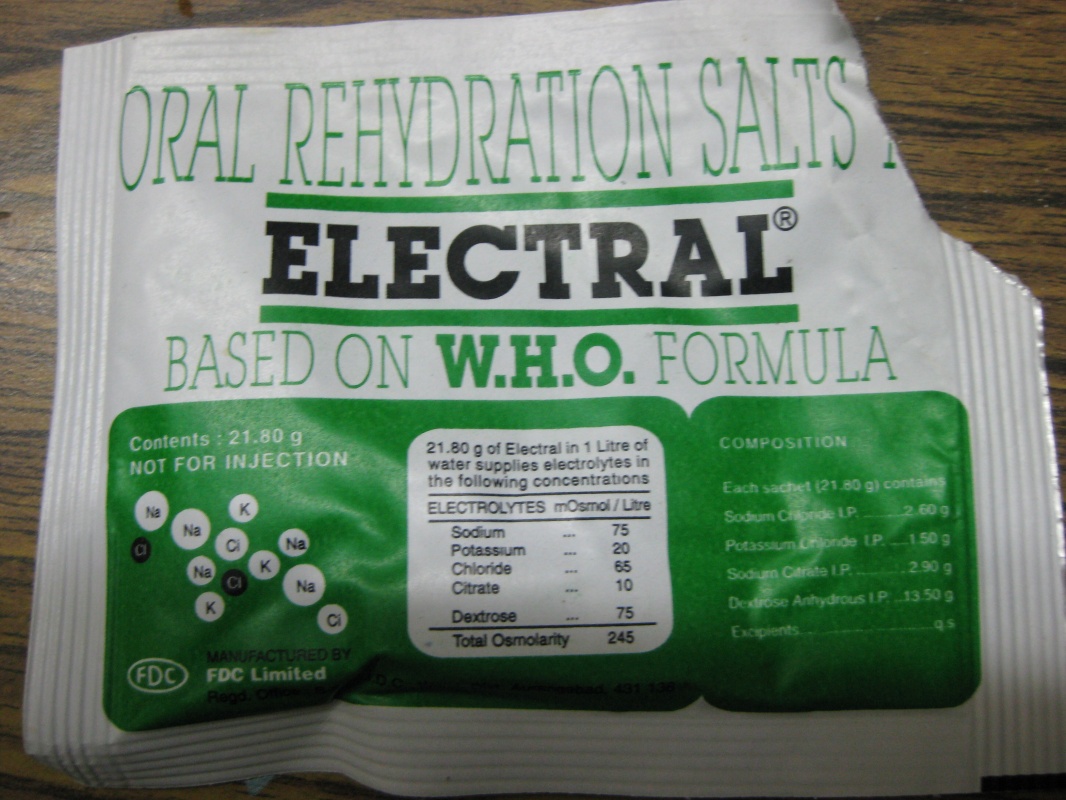 ORAL REHYDRATION SALTS
ELECTRAL®
BASED ON W.H.O. FORMULA
Contents : 21.80 g
NOT FOR INJECTION
Na
K
Na
Cl
Cl
Na
Na
K
Cl
Na
K
Cl
21.80 g of Electral in 1 Litre of
water supplies electrolytes in
the following concentrations
ELECTROLYTES mOsmol / Litre
Sodium ... 75
Potassium ... 20
Chloride ... 65
Citrate ... 10
Dextrose ... 75
Total Osmolarity 245
FDC
MANUFACTURED BY
FDC Limited
Regd. Office
431 136
COMPOSITION
Each sachet (21.80 g) contains
Sodium Chloride I.P. ........2.60 g
Potassium Chloride I.P. ....1.50 g
Sodium Citrate I.P. ..........2.90 g
Dextrose Anhydrous I.P. ..13.50 g
Excipients..........................q.s